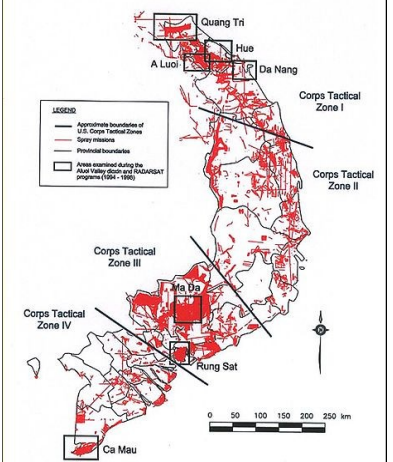 Quang Tri
Hue
A Luoi
Da Nang
Corps Tactical
Zone I
LEGEND
Approximate boundaries of
U.S. Corps Tactical Zones
Spray missions
Provincial boundaries
Areas examined during the
Aluoi Valley dioxin and RADARSAT
programs (1994 - 1998)
Corps Tactical
Zone II
Corps Tactical
Zone III
Ma Da
Corps Tactical
Zone IV
Rung Sat
0 50 100 150 200 250 km
Ca Mau